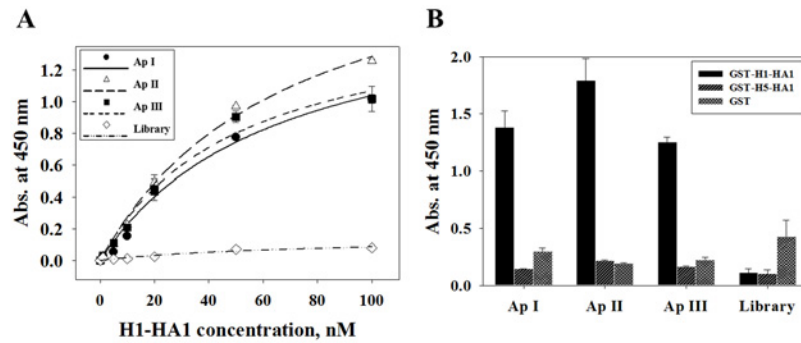 A
Abs. at 450 nm
1.2
1.0
0.8
0.6
0.4
0.2
0.0
Ap I
Ap II
Ap III
Library
0
20
40
60
80
100
H1-HA1 concentration, nM
B
Abs. at 450 nm
2.0
1.5
1.0
0.5
0.0
GST-H1-HA1
GST-H5-HA1
GST
Ap I
Ap II
Ap III
Library